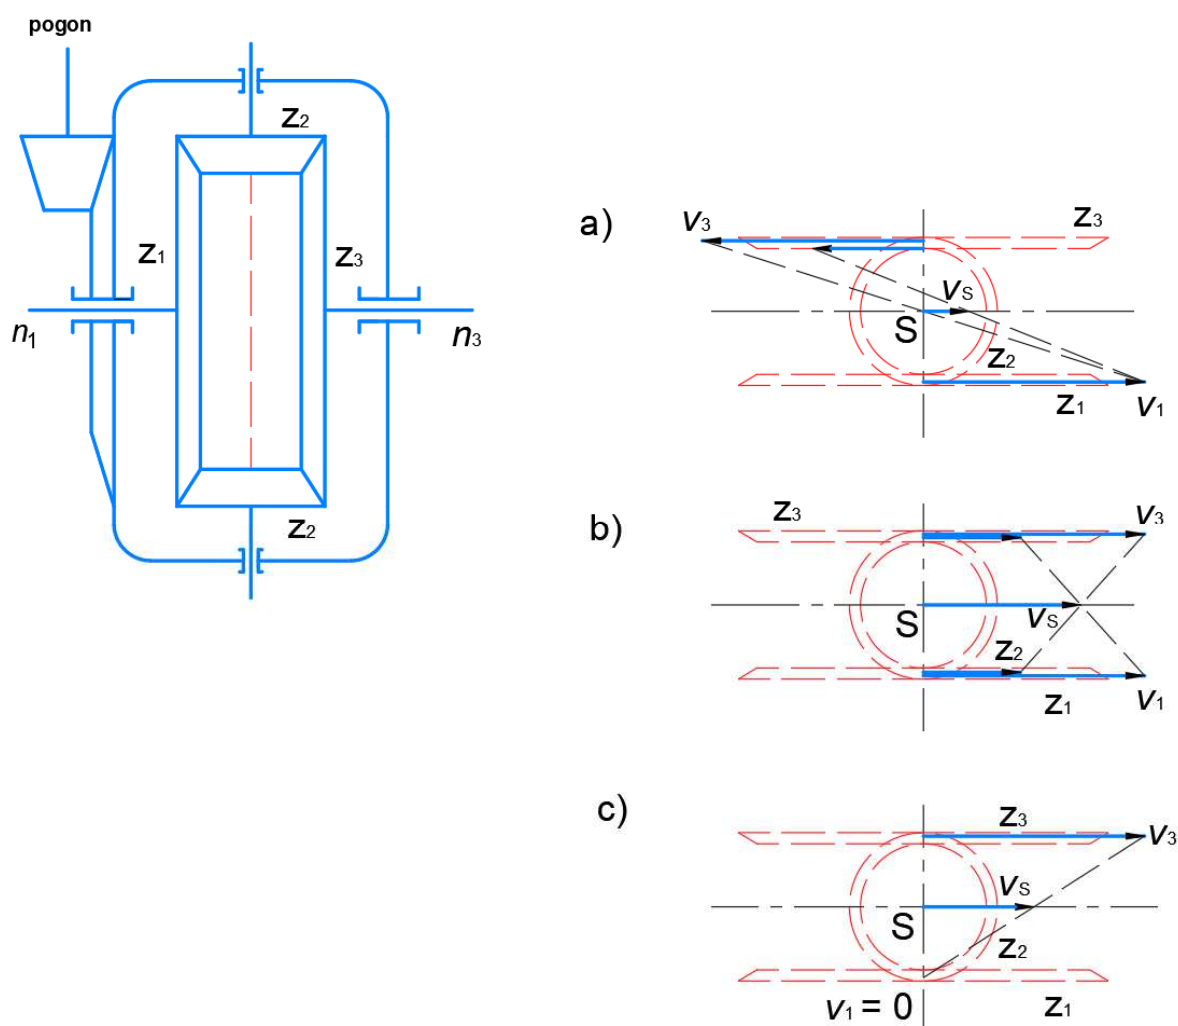 pogon
z₂
z₁
z₃
n₁
n₃
z₂
a)
v₃
z₃
vₛ
S
z₂
z₁
v₁
b)
z₃
v₃
S
vₛ
z₂
z₁
v₁
c)
z₃
v₃
vₛ
S
z₂
v₁ = 0
z₁